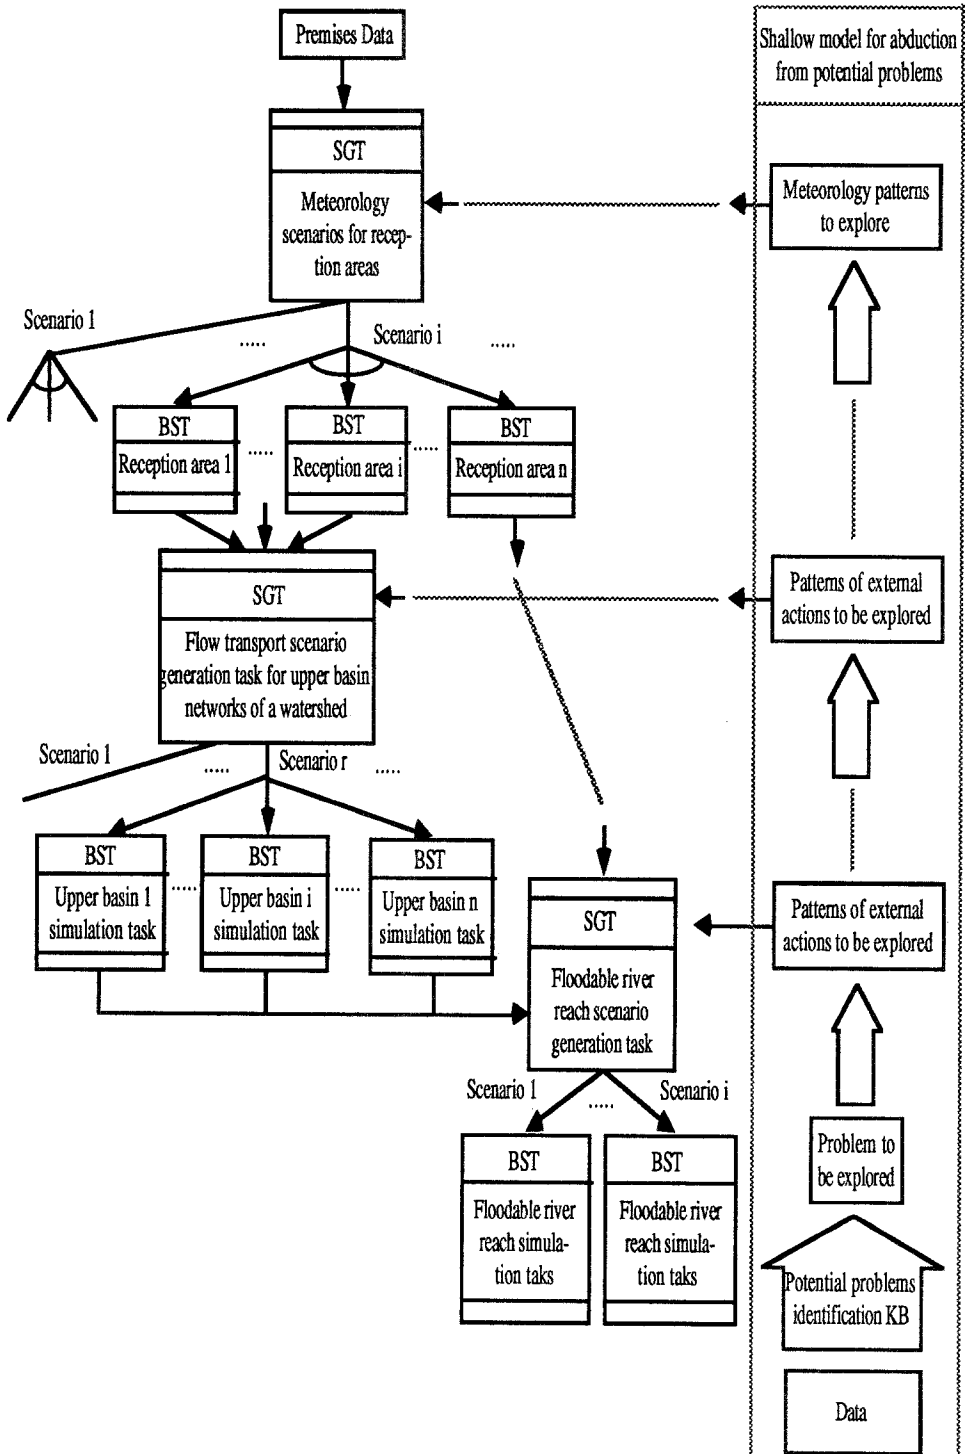 Premises Data
SGT
Meteorology
scenarios for recep-
tion areas
Scenario 1
.....
Scenario i
.....
BST
Reception area 1
.....
BST
Reception area i
.....
BST
Reception area n
SGT
Flow transport scenario
generation task for upper basin
networks of a watershed
Scenario 1
.....
Scenario r
.....
BST
Upper basin 1
simulation task
.....
BST
Upper basin i
simulation task
.....
BST
Upper basin n
simulation task
SGT
Floodable river
reach scenario
generation task
Scenario 1
.....
Scenario i
BST
Floodable river
reach simula-
tion taks
BST
Floodable river
reach simula-
tion taks
Shallow model for abduction
from potential problems
Meteorology patterns
to explore
Patterns of external
actions to be explored
Patterns of external
actions to be explored
Problem to
be explored
Potential problems
identification KB
Data